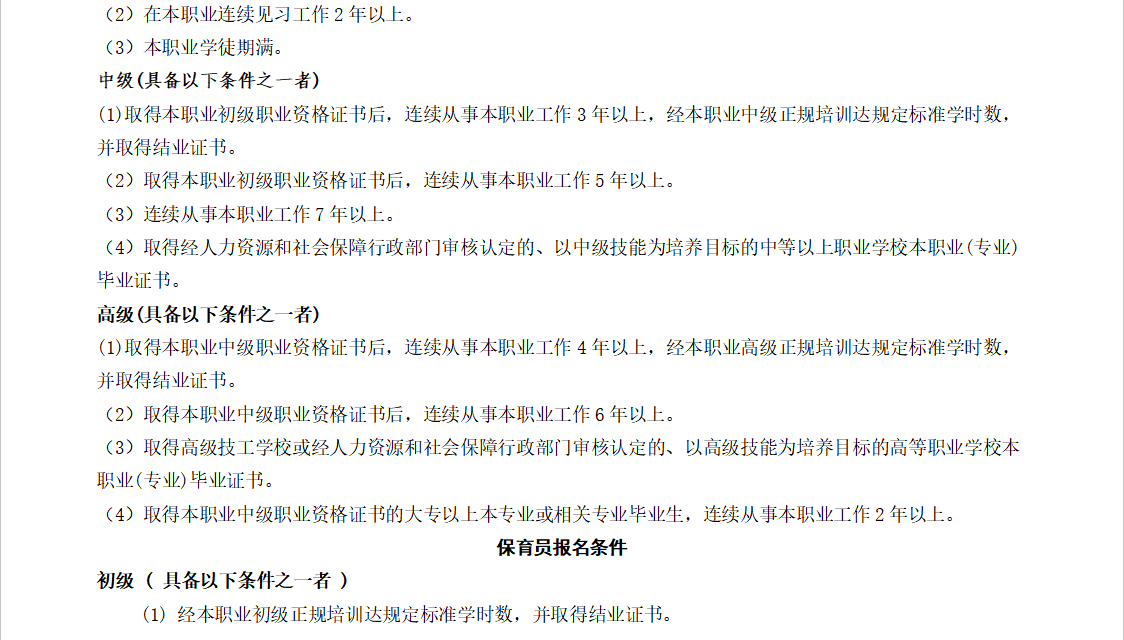 （2）在本职业连续见习工作 2 年以上。
（3）本职业学徒期满。
中级(具备以下条件之一者)
(1)取得本职业初级职业资格证书后，连续从事本职业工作 3 年以上，经本职业中级正规培训达规定标准学时数，
并取得结业证书。
（2）取得本职业初级职业资格证书后，连续从事本职业工作 5 年以上。
（3）连续从事本职业工作 7 年以上。
（4）取得经人力资源和社会保障行政部门审核认定的、以中级技能为培养目标的中等以上职业学校本职业(专业)
毕业证书。
高级(具备以下条件之一者)
(1)取得本职业中级职业资格证书后，连续从事本职业工作 4 年以上，经本职业高级正规培训达规定标准学时数，
并取得结业证书。
（2）取得本职业中级职业资格证书后，连续从事本职业工作 6 年以上。
（3）取得高级技工学校或经人力资源和社会保障行政部门审核认定的、以高级技能为培养目标的高等职业学校本
职业(专业)毕业证书。
（4）取得本职业中级职业资格证书的大专以上本专业或相关专业毕业生，连续从事本职业工作 2 年以上。
保育员报名条件
初级 ( 具备以下条件之一者 )
(1) 经本职业初级正规培训达规定标准学时数，并取得结业证书。